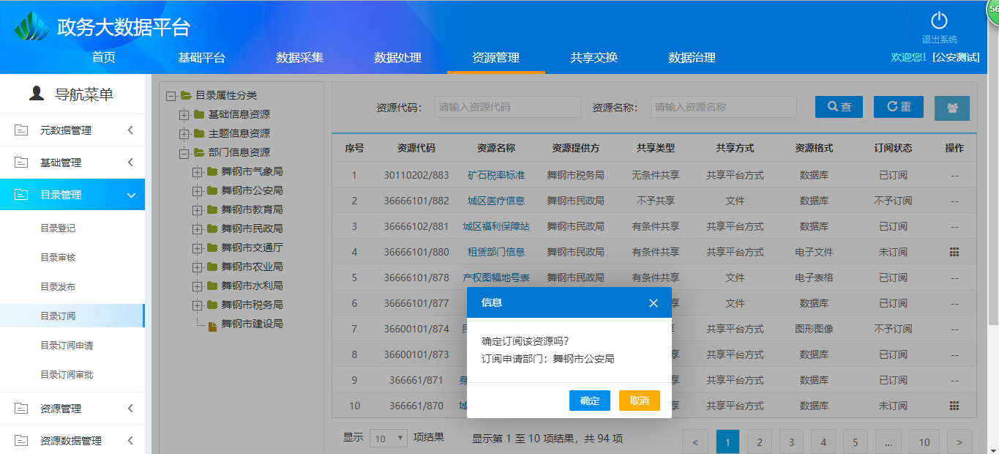 政务大数据平台
56
退出系统
首页 基础平台 数据采集 数据处理 资源管理 共享交换 数据治理 欢迎您! [公安测试]
导航菜单
元数据管理
基础管理
目录管理
目录登记
目录审核
目录发布
目录订阅
目录订阅申请
目录订阅审批
资源管理
资源数据管理
目录属性分类
基础信息资源
主题信息资源
部门信息资源
舞钢市气象局
舞钢市公安局
舞钢市教育局
舞钢市民政局
舞钢市交通厅
舞钢市农业局
舞钢市水利局
舞钢市税务局
舞钢市建设局
资源代码: 请输入资源代码 资源名称: 请输入资源名称 查 重
序号 资源代码 资源名称 资源提供方 共享类型 共享方式 资源格式 订阅状态 操作
1 30110202/883 矿石税率标准 舞钢市税务局 无条件共享 共享平台方式 数据库 已订阅 --
2 36666101/882 城区医疗信息 舞钢市民政局 不予共享 文件 数据库 不予订阅 --
3 36666102/881 城区福利保障站 舞钢市民政局 有条件共享 共享平台方式 数据库 已订阅 --
4 36666101/880 租赁部门信息 舞钢市民政局 有条件共享 共享平台方式 电子文件 未订阅
5 36666101/878 产权图幅地号表 舞钢市民政局 有条件共享 文件 电子表格 已订阅 --
6 36666101/877 享 文件 数据库 已订阅 --
7 36600101/874 享 共享平台方式 图形图像 不予订阅 --
8 36600101/873 享 共享平台方式 数据库 已订阅 --
9 366661/871 身 享 共享平台方式 数据库 已订阅 --
10 366661/870 城 享 共享平台方式 数据库 未订阅
信息
确定订阅该资源吗?
订阅申请部门：舞钢市公安局
确定 取消
显示 10 项结果 显示第 1 至 10 项结果，共 94 项 < 1 2 3 4 5 ... 10 >